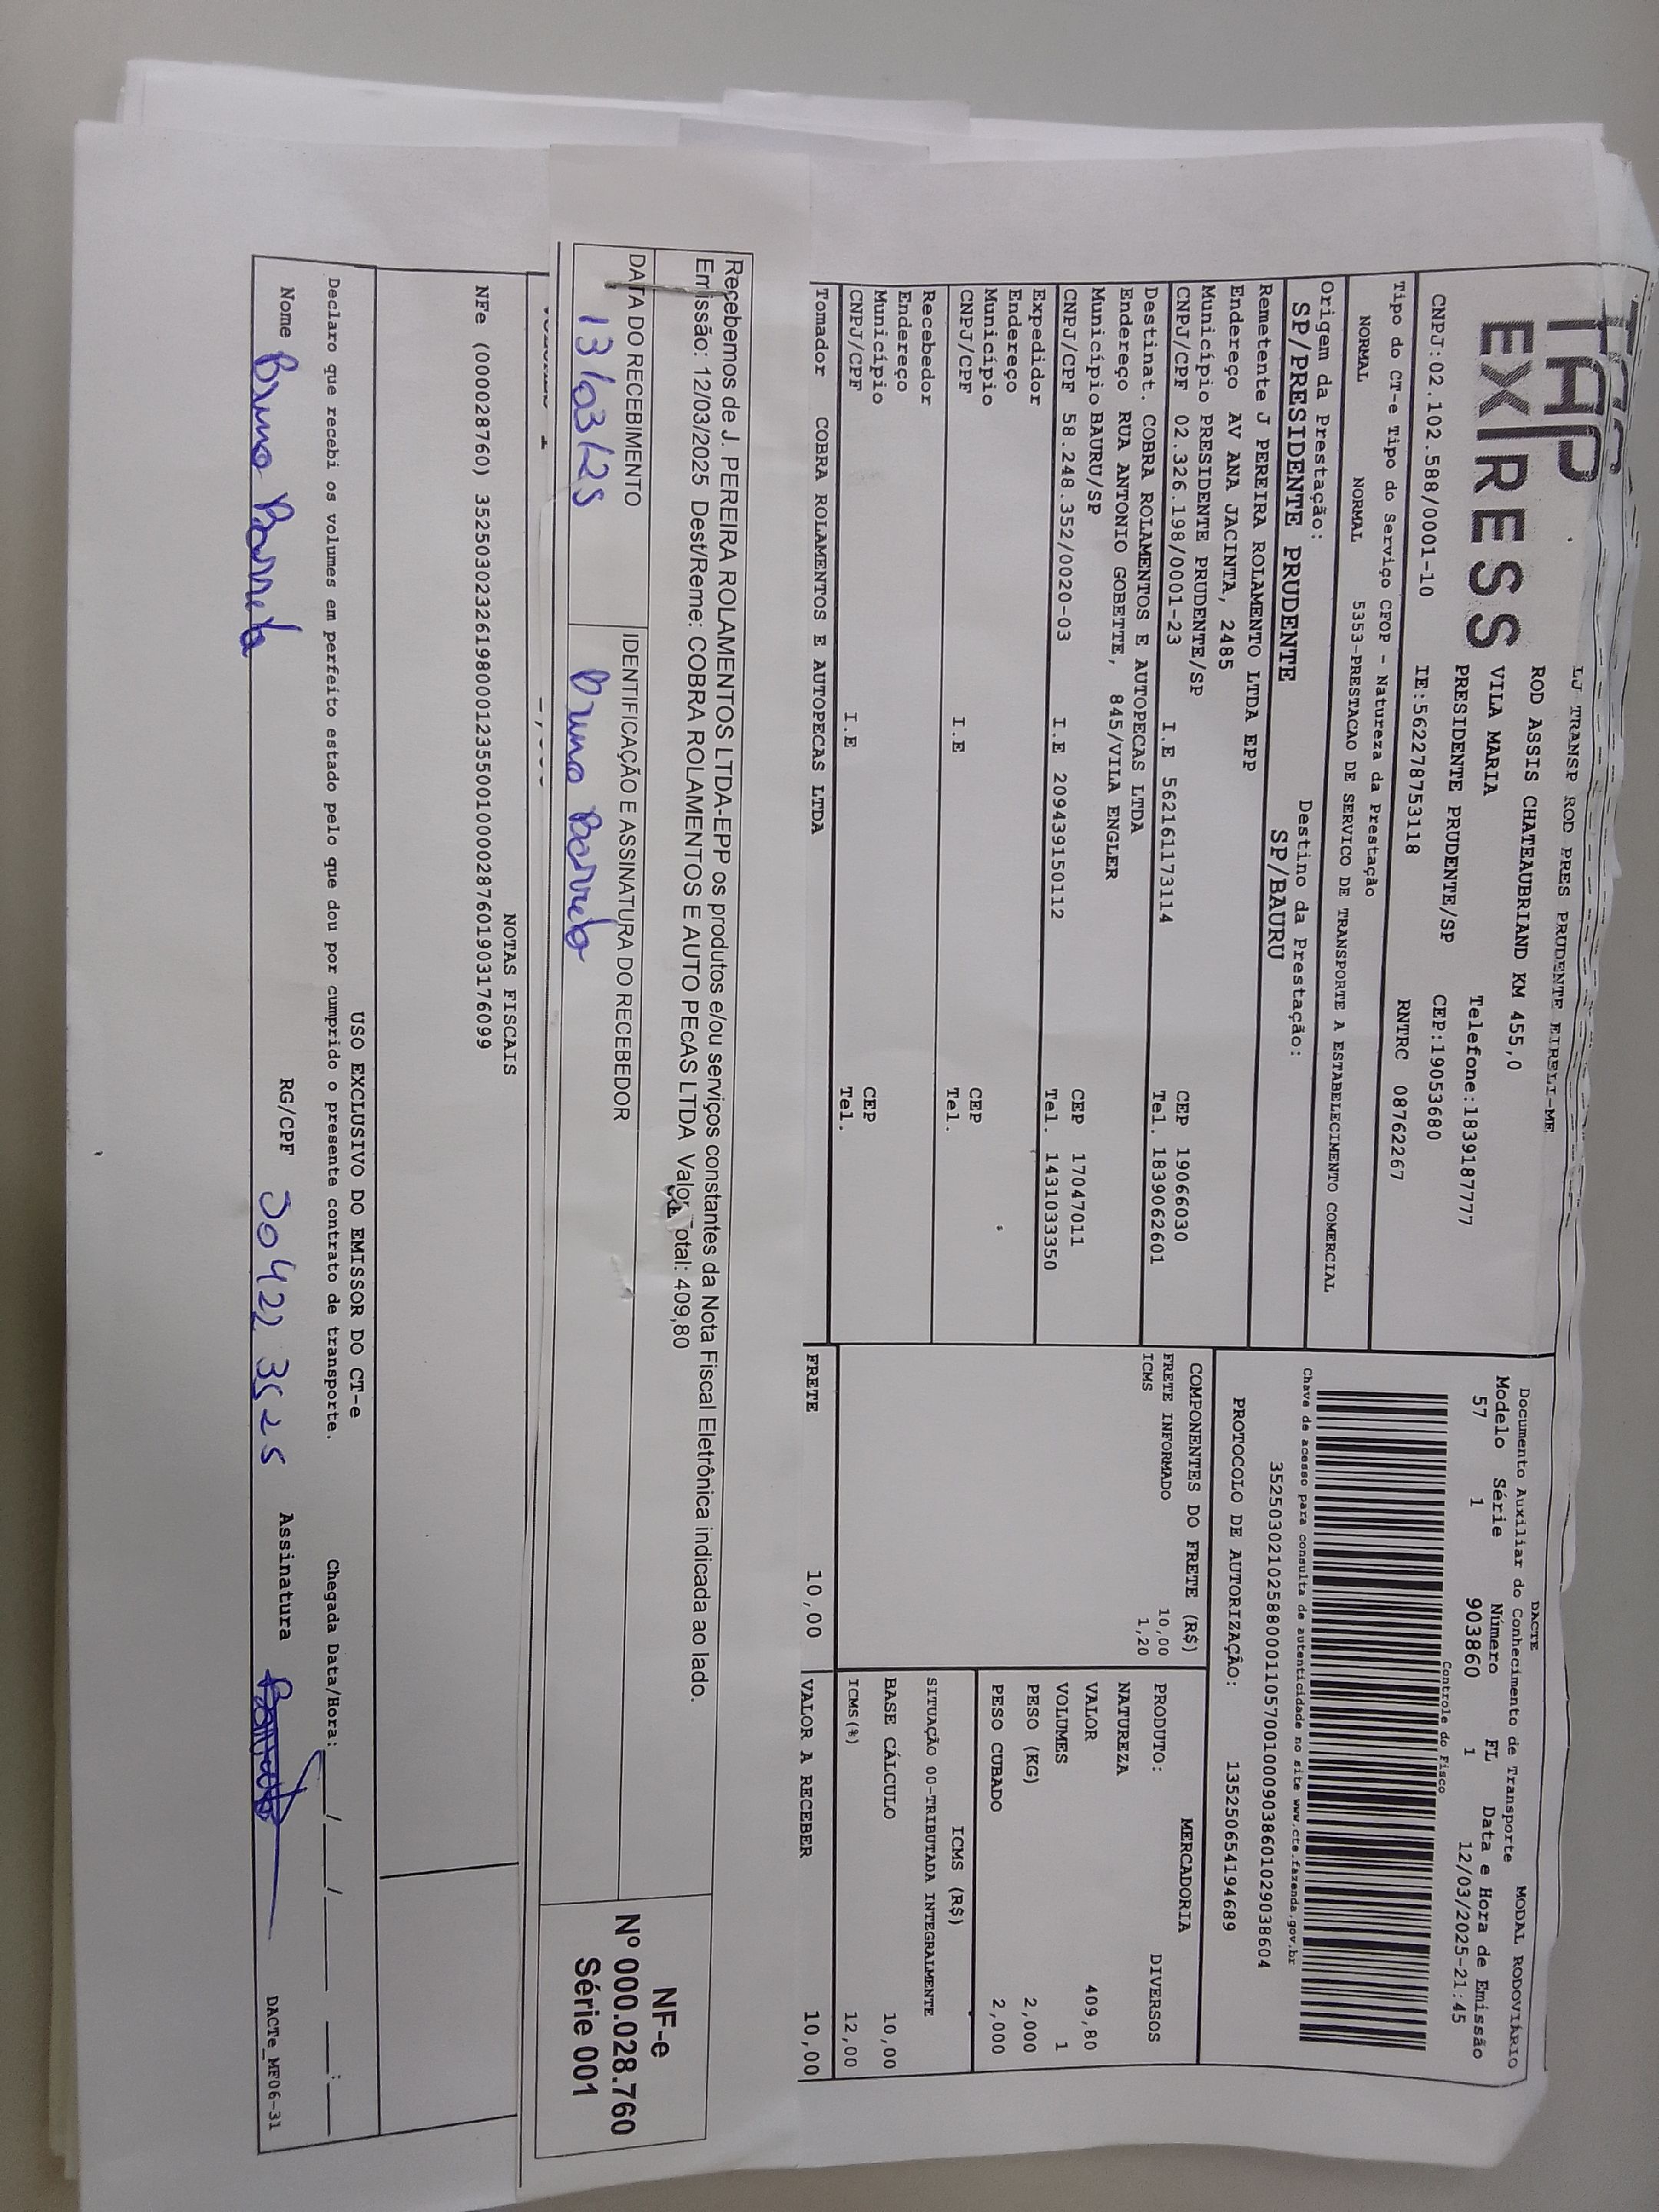 TAP
EXPRESS
LJ TRANSP ROD PRES PRUDENTE EIRELI-ME
ROD ASSIS CHATEAUBRIAND KM 455,0
VILA MARIA Telefone:1839187777
PRESIDENTE PRUDENTE/SP CEP:19053680
CNPJ:02.102.588/0001-10 IE:562278753118 RNTRC 08762267
Tipo do CT-e Tipo do Serviço CFOP - Natureza da Prestação
NORMAL NORMAL 5353-PRESTACAO DE SERVICO DE TRANSPORTE A ESTABELECIMENTO COMERCIAL
Origem da Prestação: Destino da Prestação:
SP/PRESIDENTE PRUDENTE SP/BAURU
Remetente J PEREIRA ROLAMENTO LTDA EPP
Endereço AV ANA JACINTA, 2485
Município PRESIDENTE PRUDENTE/SP CEP 19066030
CNPJ/CPF 02.326.198/0001-23 I.E 562161173114 Tel. 1839062601
Destinat. COBRA ROLAMENTOS E AUTOPECAS LTDA
Endereço RUA ANTONIO GOBETTE, 845/VILA ENGLER
Município BAURU/SP CEP 17047011
CNPJ/CPF 58.248.352/0020-03 I.E 209439150112 Tel. 1431033350
Expedidor
Endereço
Município CEP
CNPJ/CPF I.E Tel.
Recebedor
Endereço
Município CEP
CNPJ/CPF I.E Tel.
Tomador COBRA ROLAMENTOS E AUTOPECAS LTDA
DACTE MODAL RODOVIÁRIO
Documento Auxiliar do Conhecimento de Transporte
Modelo Série Número FL Data e Hora de Emissão
57 1 903860 1 12/03/2025-21:45
Controle do Fisco
Chave de acesso para consulta de autenticidade no site www.cte.fazenda.gov.br
35250302102588000110570010009038601029038604
PROTOCOLO DE AUTORIZAÇÃO: 135250654194689
COMPONENTES DO FRETE (R$)
FRETE INFORMADO 10,00
ICMS 1,20
MERCADORIA
PRODUTO: DIVERSOS
NATUREZA
VALOR 409,80
VOLUMES 1
PESO (KG) 2,000
PESO CUBADO 2,000
ICMS (R$)
SITUAÇÃO 00-TRIBUTADA INTEGRALMENTE
BASE CÁLCULO 10,00
ICMS(%) 12,00
FRETE 10,00 VALOR A RECEBER 10,00
Recebemos de J. PEREIRA ROLAMENTOS LTDA-EPP os produtos e/ou serviços constantes da Nota Fiscal Eletrônica indicada ao lado.
Emissão: 12/03/2025 Dest/Reme: COBRA ROLAMENTOS E AUTO PEcAS LTDA Valor Total: 409,80
DATA DO RECEBIMENTO IDENTIFICAÇÃO E ASSINATURA DO RECEBEDOR
13/03/25 Bruno Barreto
NF-e
Nº 000.028.760
Série 001
NOTAS FISCAIS
NFe (000028760) 35250302326198000123550010000287601903176099
USO EXCLUSIVO DO EMISSOR DO CT-e
Declaro que recebi os volumes em perfeito estado pelo que dou por cumprido o presente contrato de transporte. Chegada Data/Hora: ___/___/_____ ___:___
Nome Bruno Barreto RG/CPF 30422 3525 Assinatura Barreto
DACTe_MF06-31